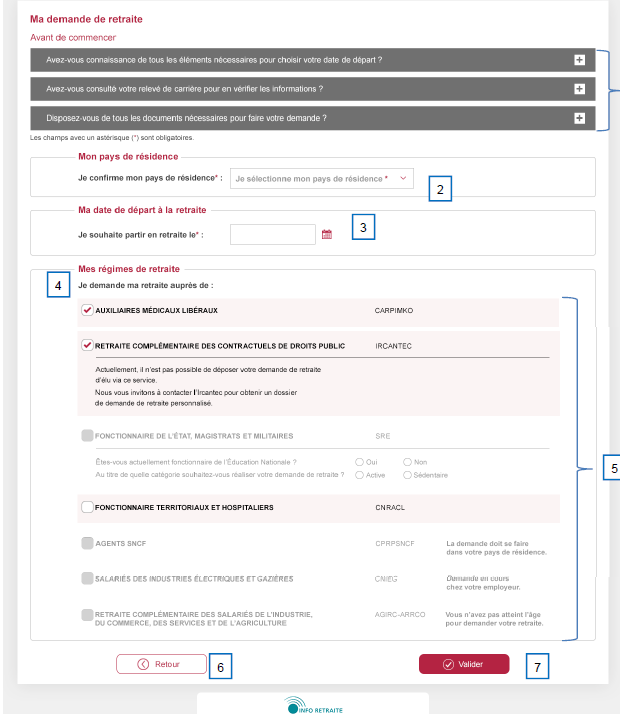 Ma demande de retraite
Avant de commencer
Avez-vous connaissance de tous les éléments nécessaires pour choisir votre date de départ ?
Avez-vous consulté votre relevé de carrière pour en vérifier les informations ?
Disposez-vous de tous les documents nécessaires pour faire votre demande ?
Les champs avec un astérisque (*) sont obligatoires.
Mon pays de résidence
Je confirme mon pays de résidence* : Je sélectionne mon pays de résidence *
2
Ma date de départ à la retraite
Je souhaite partir en retraite le* :
3
Mes régimes de retraite
4 Je demande ma retraite auprès de :
AUXILIAIRES MÉDICAUX LIBÉRAUX CARPIMKO
RETRAITE COMPLÉMENTAIRE DES CONTRACTUELS DE DROITS PUBLIC IRCANTEC
Actuellement, il n'est pas possible de déposer votre demande de retraite
d'élu via ce service.
Nous vous invitons à contacter l'Ircantec pour obtenir un dossier
de demande de retraite personnalisé.
FONCTIONNAIRE DE L'ÉTAT, MAGISTRATS ET MILITAIRES SRE
Êtes-vous actuellement fonctionnaire de l'Éducation Nationale ? Oui Non
5
Au titre de quelle catégorie souhaitez-vous réaliser votre demande de retraite ? Active Sédentaire
FONCTIONNAIRE TERRITORIAUX ET HOSPITALIERS CNRACL
AGENTS SNCF CPRPSNCF La demande doit se faire
dans votre pays de résidence.
SALARIÉS DES INDUSTRIES ÉLECTRIQUES ET GAZIÈRES CNIEG Demande en cours
chez votre employeur.
RETRAITE COMPLÉMENTAIRE DES SALARIÉS DE L'INDUSTRIE, AGIRC-ARRCO Vous n'avez pas atteint l'âge
DU COMMERCE, DES SERVICES ET DE L'AGRICULTURE pour demander votre retraite.
Retour 6 Valider 7
INFO RETRAITE